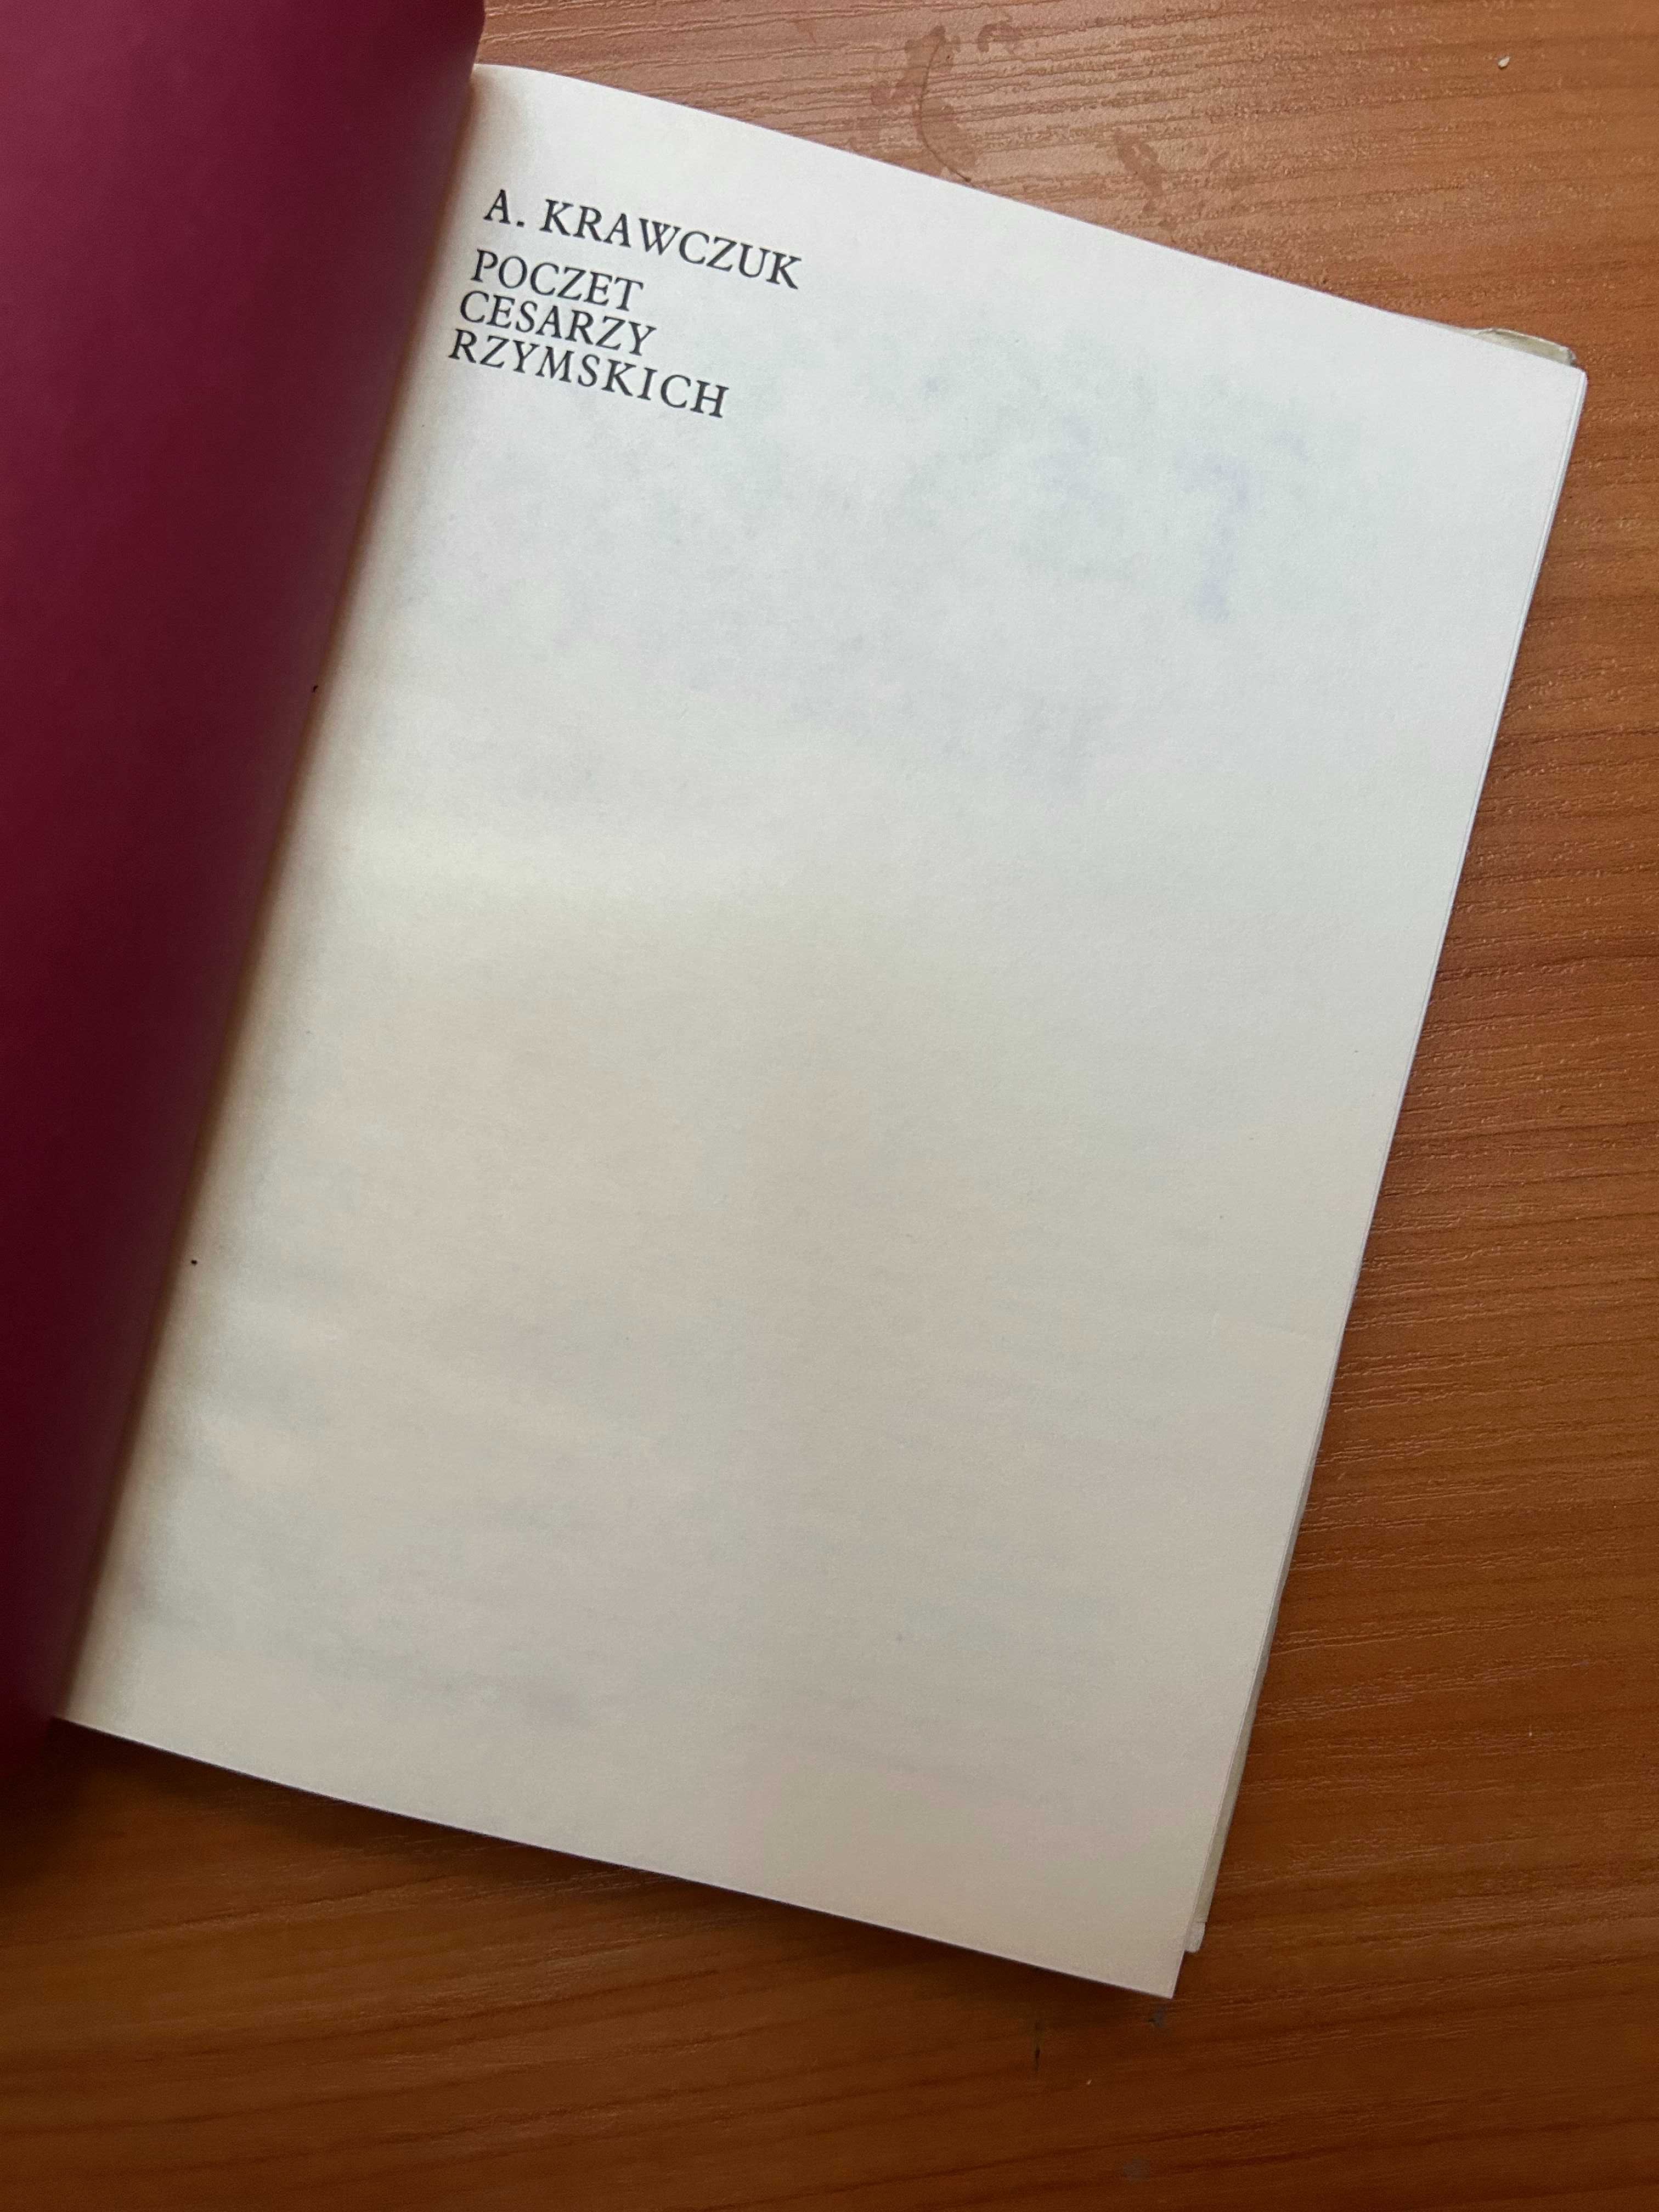 A. KRAWCZUK
POCZET
CESARZY
RZYMSKICH